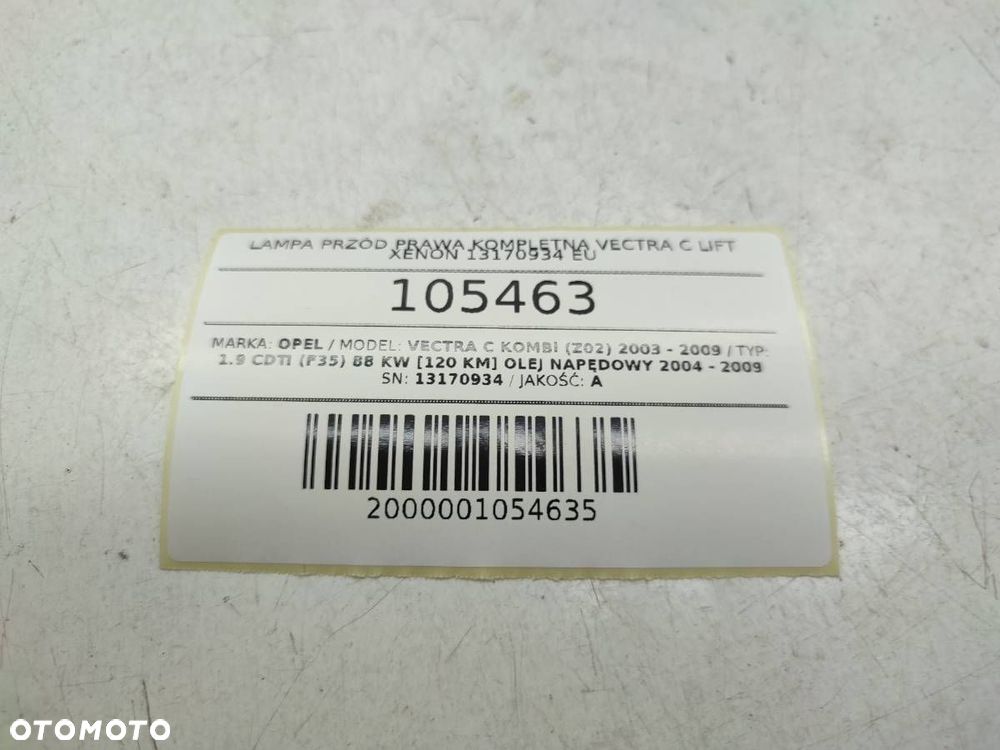 LAMPA PRZÓD PRAWA KOMPLETNA VECTRA C LIFT
XENON 13170934 EU
105463
MARKA: OPEL / MODEL: VECTRA C KOMBI (Z02) 2003 - 2009 / TYP:
1.9 CDTI (F35) 88 KW [120 KM] OLEJ NAPĘDOWY 2004 - 2009
SN: 13170934 / JAKOŚĆ: A
2000001054635
OTOMOTO